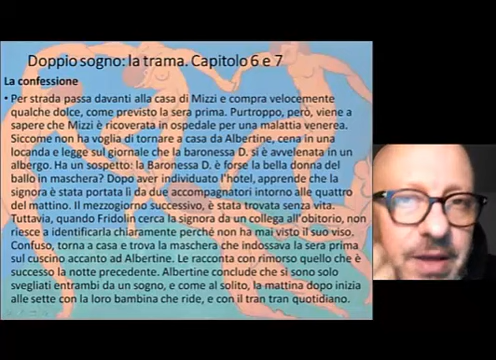 Doppio sogno: la trama. Capitolo 6 e 7
La confessione
• Per strada passa davanti alla casa di Mizzi e compra velocemente
qualche dolce, come previsto la sera prima. Purtroppo, però, viene a
sapere che Mizzi è ricoverata in ospedale per una malattia venerea.
Siccome non ha voglia di tornare a casa da Albertine, cena in una
locanda e legge sul giornale che la baronessa D. si è avvelenata in un
albergo. Ha un sospetto: la Baronessa D. è forse la bella donna del
ballo in maschera? Dopo aver individuato l'hotel, apprende che la
signora è stata portata lì da due accompagnatori intorno alle quattro
del mattino. Il mezzogiorno successivo, è stata trovata senza vita.
Tuttavia, quando Fridolin cerca la signora da un collega all'obitorio, non
riesce a identificarla chiaramente perché non ha mai visto il suo viso.
Confuso, torna a casa e trova la maschera che indossava la sera prima
sul cuscino accanto ad Albertine. Le racconta con rimorso quello che è
successo la notte precedente. Albertine conclude che si sono solo
svegliati entrambi da un sogno, e come al solito, la mattina dopo inizia
alle sette con la loro bambina che ride, e con il tran tran quotidiano.